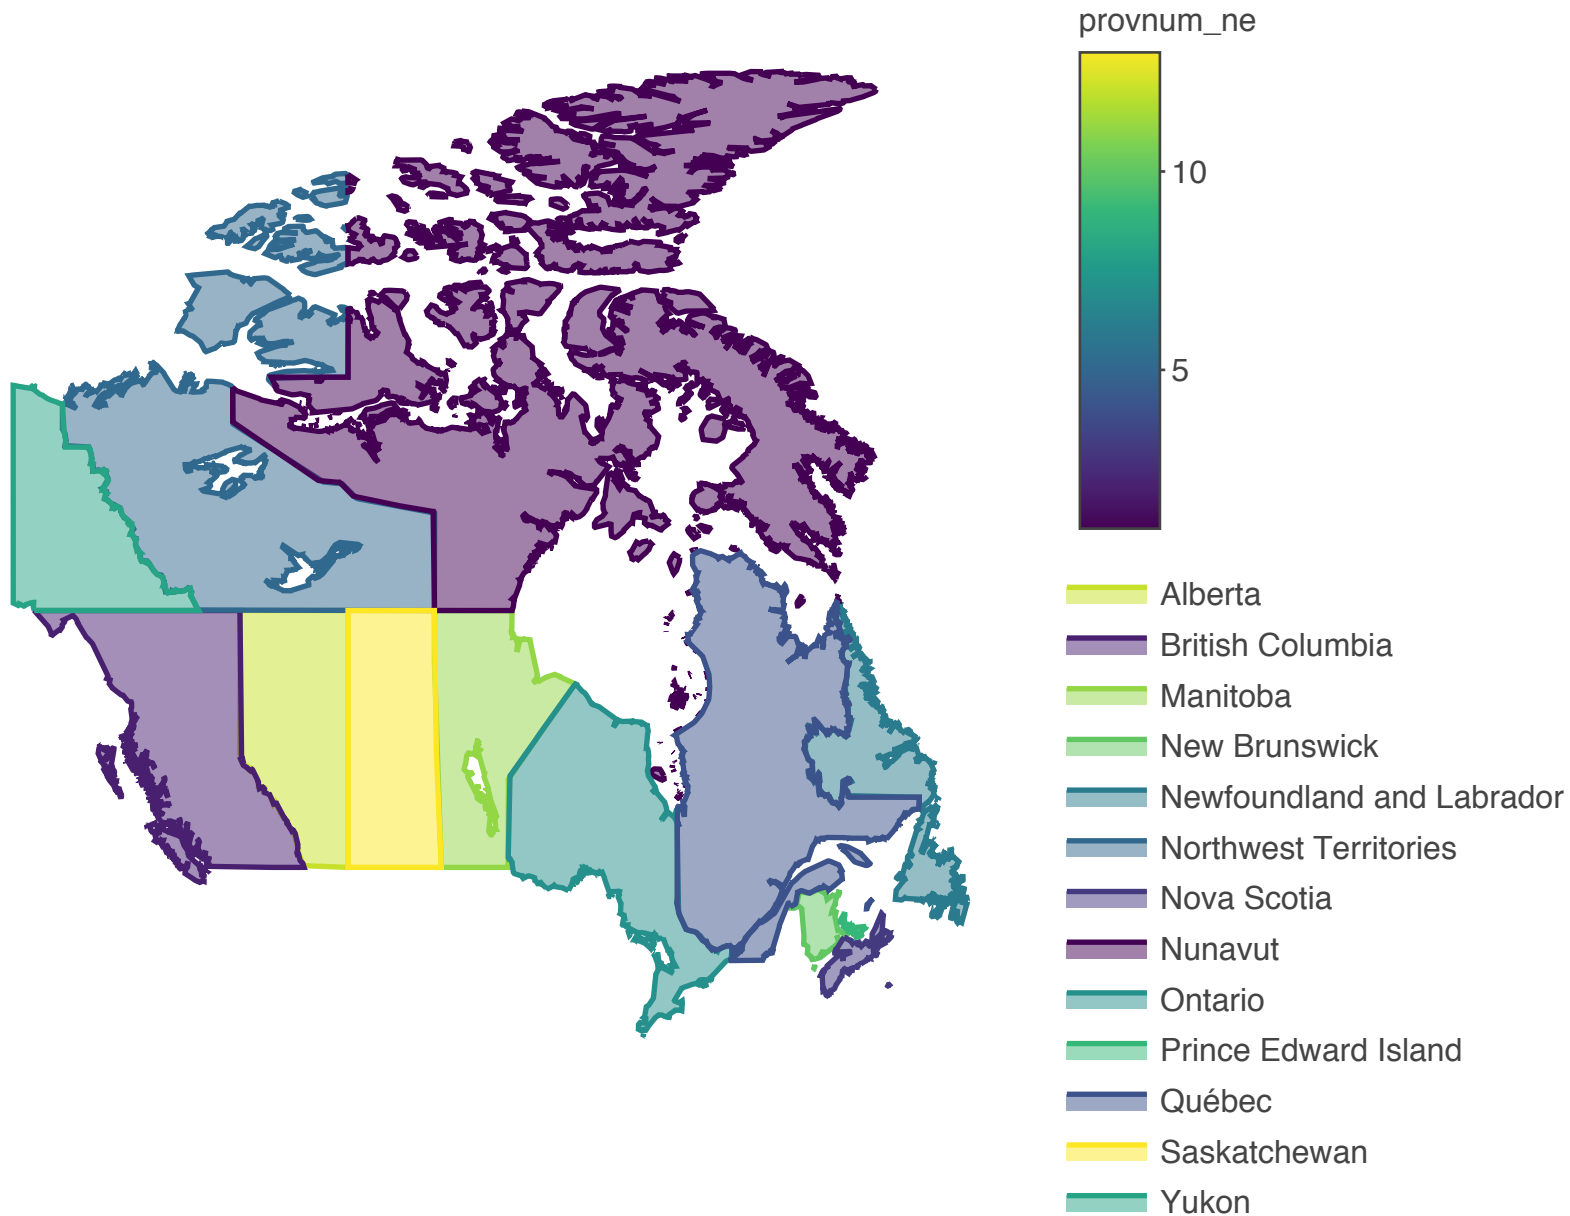 provnum_ne
10
5
Alberta
British Columbia
Manitoba
New Brunswick
Newfoundland and Labrador
Northwest Territories
Nova Scotia
Nunavut
Ontario
Prince Edward Island
Québec
Saskatchewan
Yukon